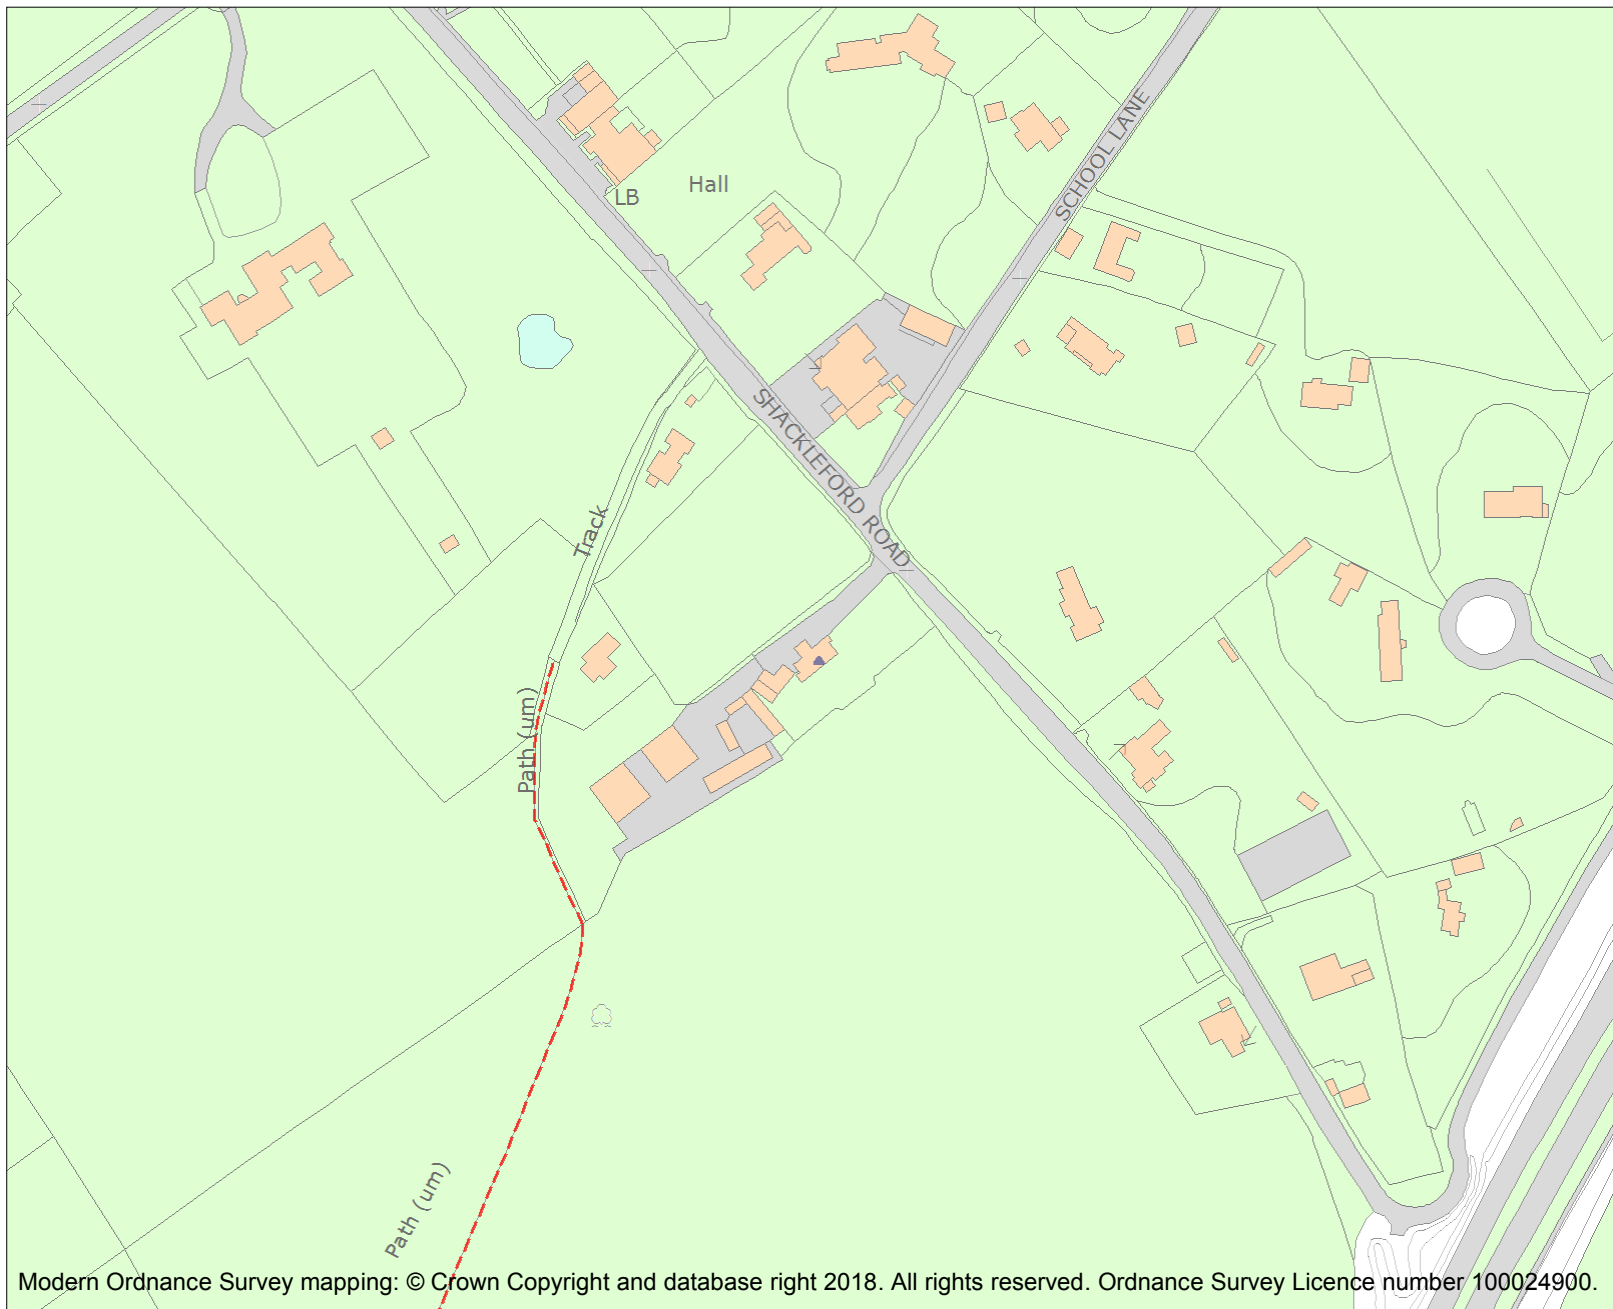 SCHOOL LANE
Hall
LB
SHACKLEFORD ROAD
Track
Path (um)
Path (um)
Modern Ordnance Survey mapping: © Crown Copyright and database right 2018. All rights reserved. Ordnance Survey Licence number 100024900.